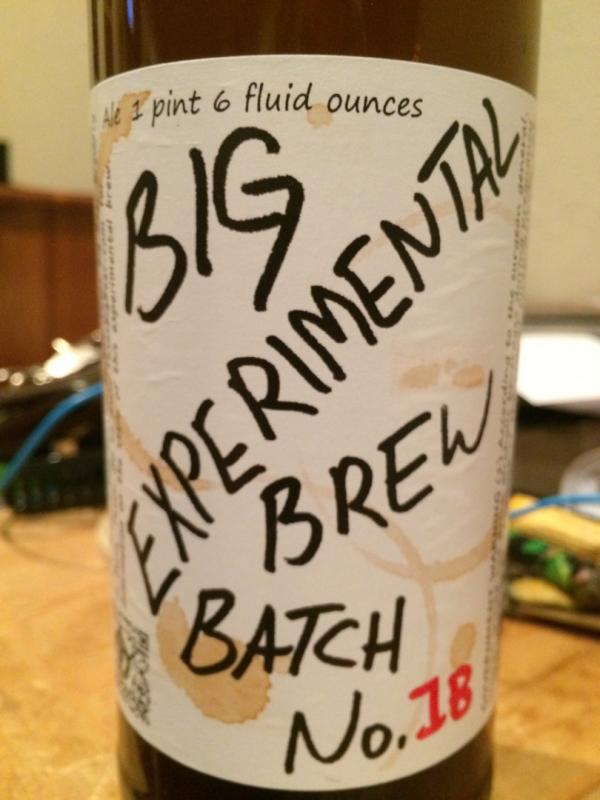 Ale 1 pint 6 fluid ounces
BIG
EXPERIMENTAL
BREW
BATCH
No. 18